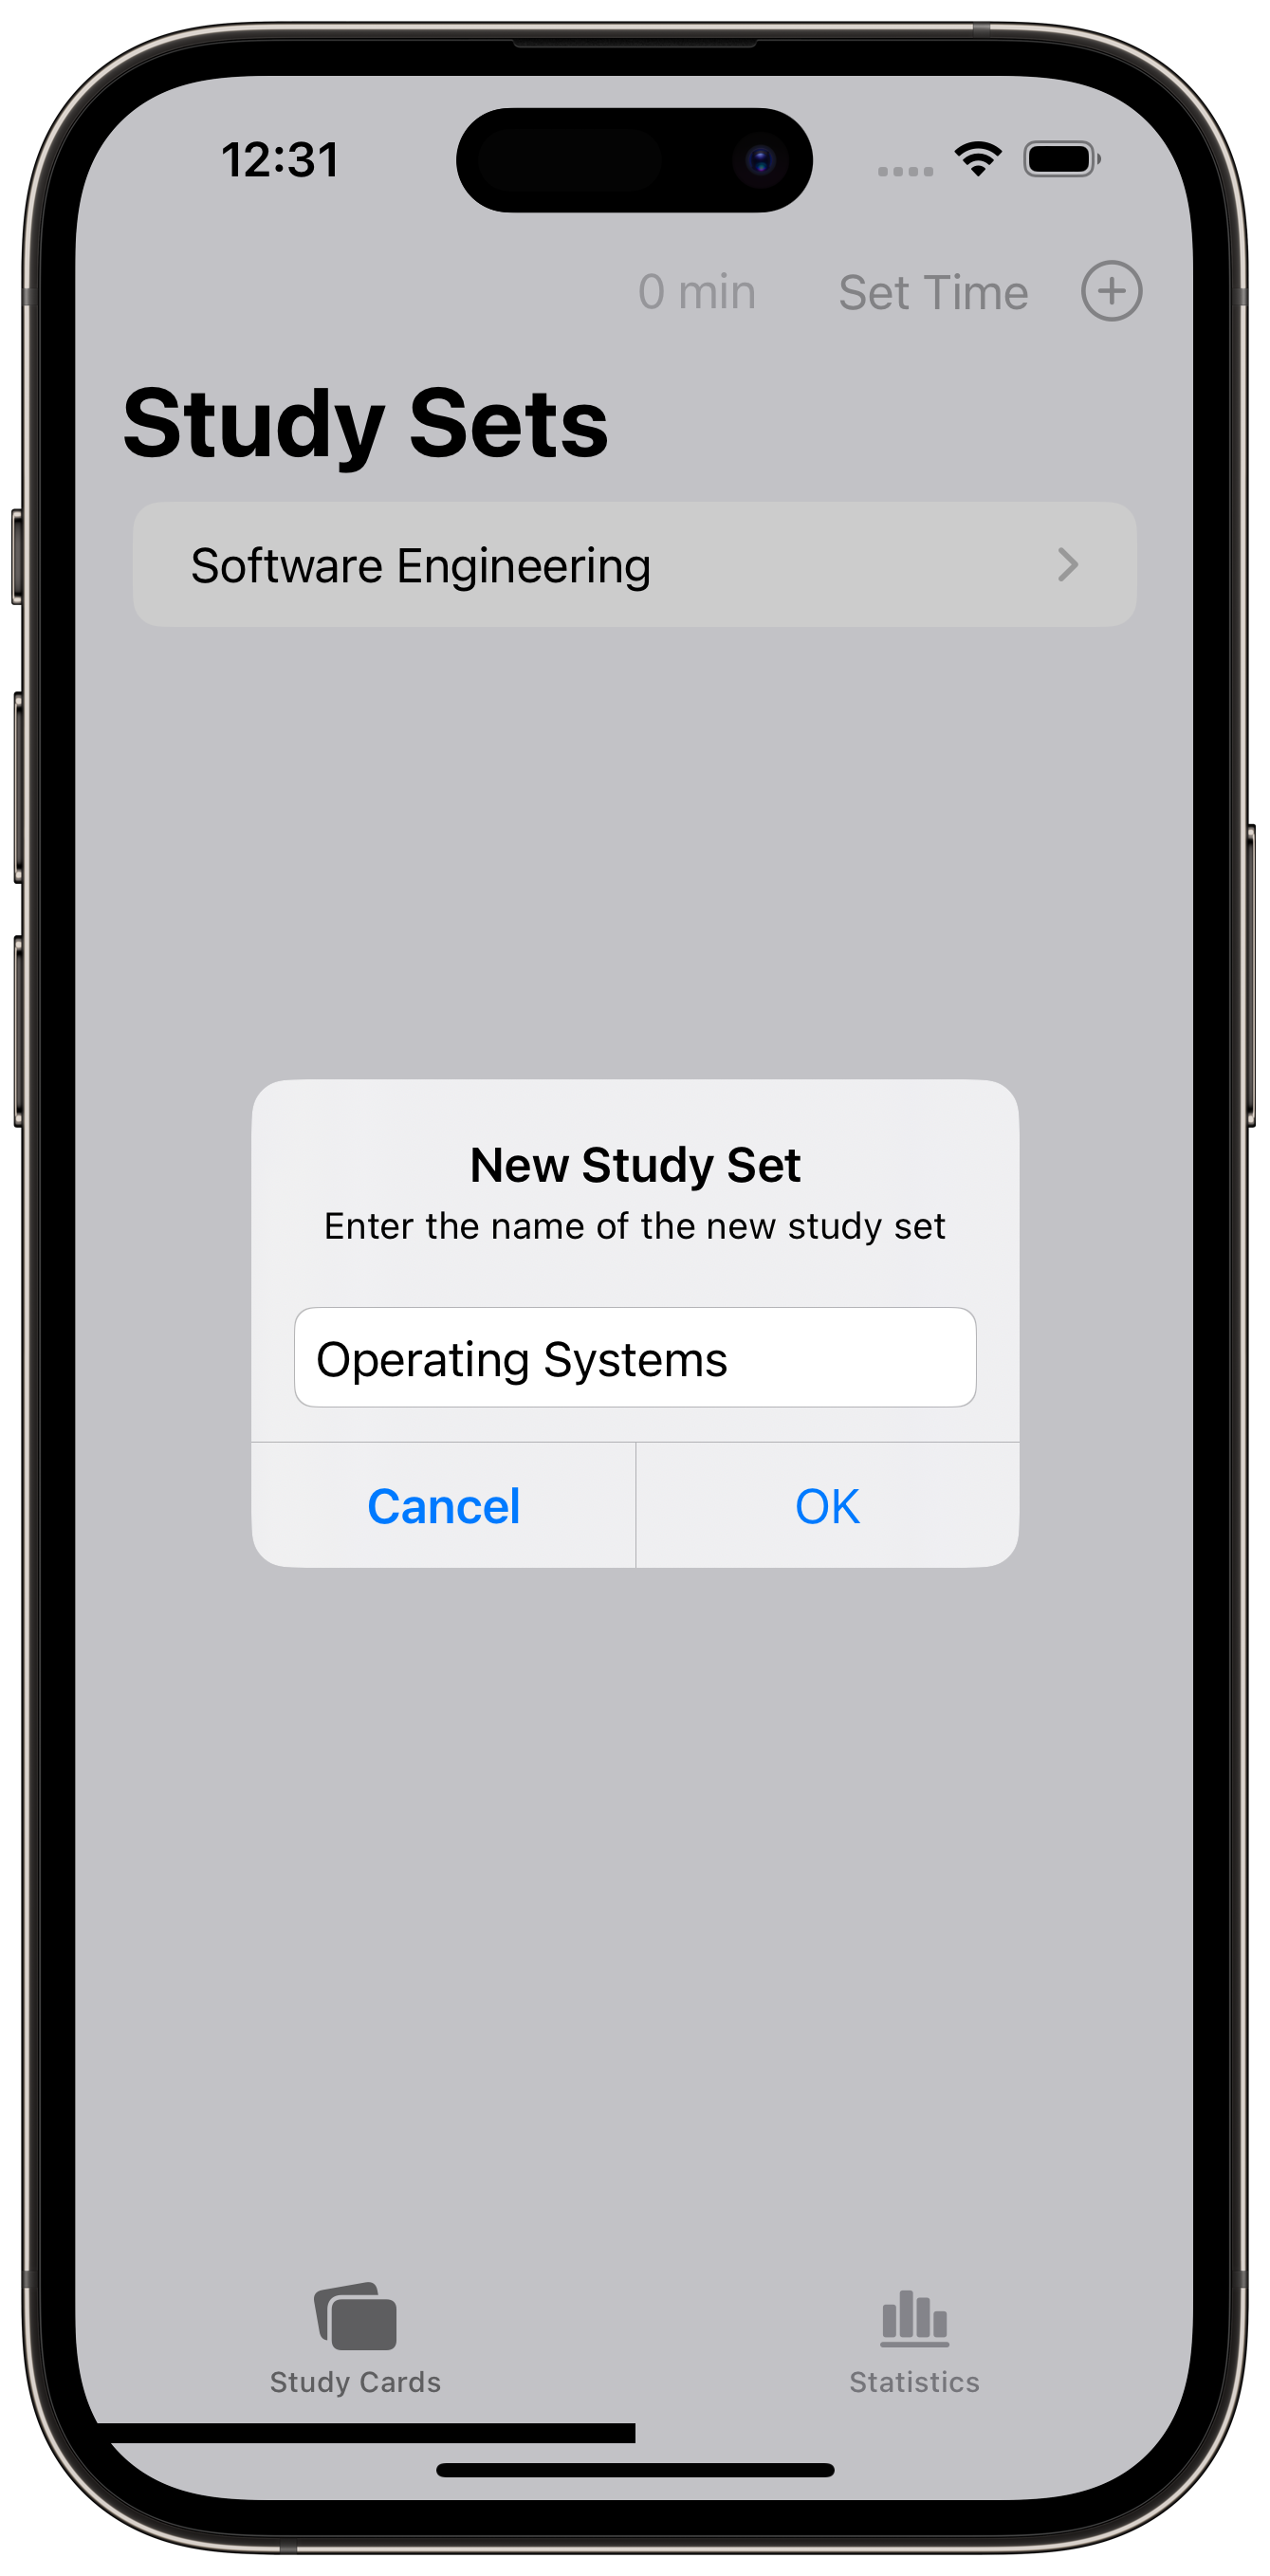 12:31
0 min Set Time
Study Sets
Software Engineering
New Study Set
Enter the name of the new study set
Operating Systems
Cancel OK
Study Cards Statistics